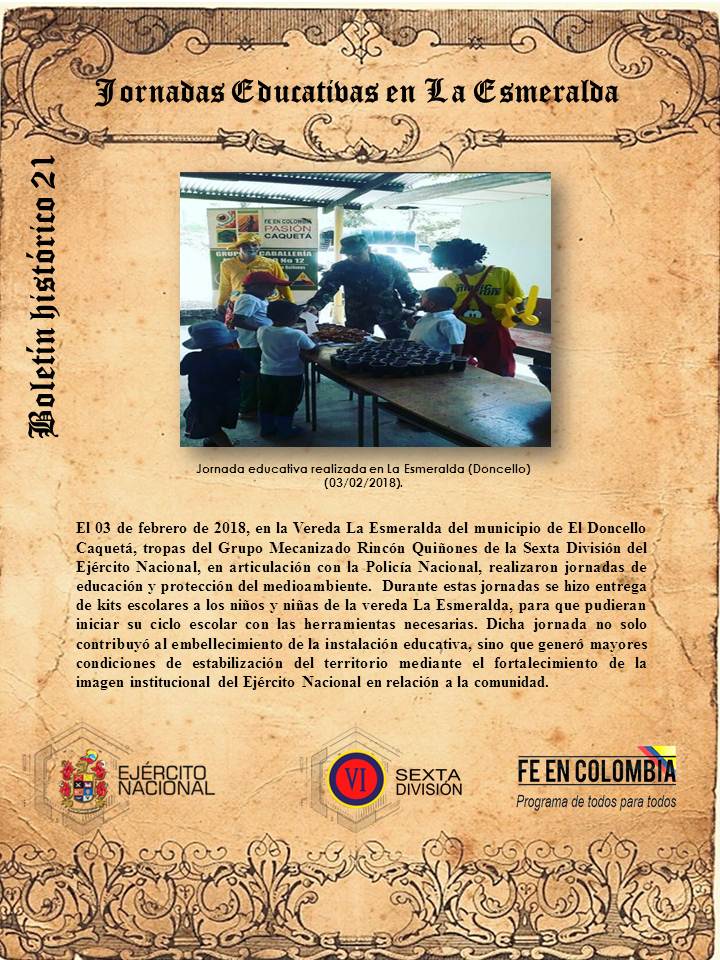 Jornadas Educativas en La Esmeralda
Boletín histórico 21
FE EN COLOMBIA
PASIÓN
CAQUETÁ
CABALLERÍA
No 12
Jornada educativa realizada en La Esmeralda (Doncello)
(03/02/2018).
El 03 de febrero de 2018, en la Vereda La Esmeralda del municipio de El Doncello
Caquetá, tropas del Grupo Mecanizado Rincón Quiñones de la Sexta División del
Ejército Nacional, en articulación con la Policía Nacional, realizaron jornadas de
educación y protección del medioambiente. Durante estas jornadas se hizo entrega
de kits escolares a los niños y niñas de la vereda La Esmeralda, para que pudieran
iniciar su ciclo escolar con las herramientas necesarias. Dicha jornada no solo
contribuyó al embellecimiento de la instalación educativa, sino que generó mayores
condiciones de estabilización del territorio mediante el fortalecimiento de la
imagen institucional del Ejército Nacional en relación a la comunidad.
EJÉRCITO
NACIONAL
VI
SEXTA
DIVISIÓN
FE EN COLOMBIA
Programa de todos para todos